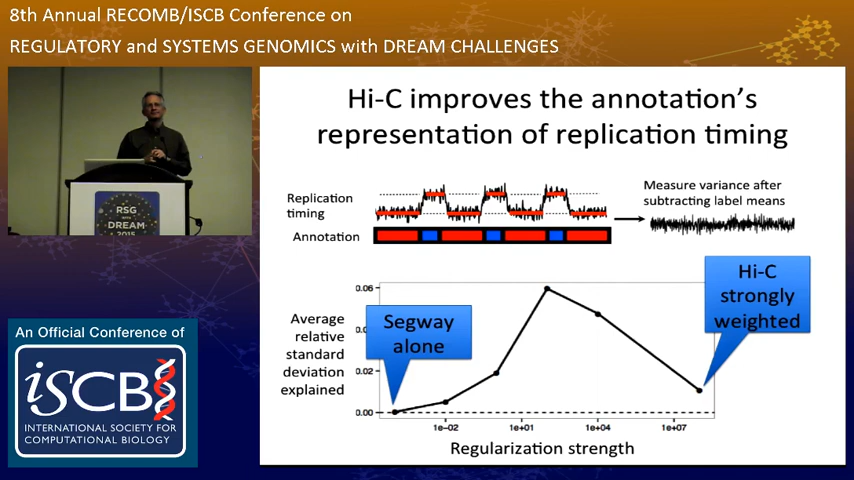 8th Annual RECOMB/ISCB Conference on
REGULATORY and SYSTEMS GENOMICS with DREAM CHALLENGES
RSG
with
DREAM
2015
An Official Conference of
iSCB
INTERNATIONAL SOCIETY FOR
COMPUTATIONAL BIOLOGY
Hi-C improves the annotation's
representation of replication timing
Replication
timing
Annotation
Measure variance after
subtracting label means
Average
relative
standard
deviation
explained
0.06
0.02
0.00
Segway
alone
Hi-C
strongly
weighted
1e-02
1e+01
1e+04
1e+07
Regularization strength